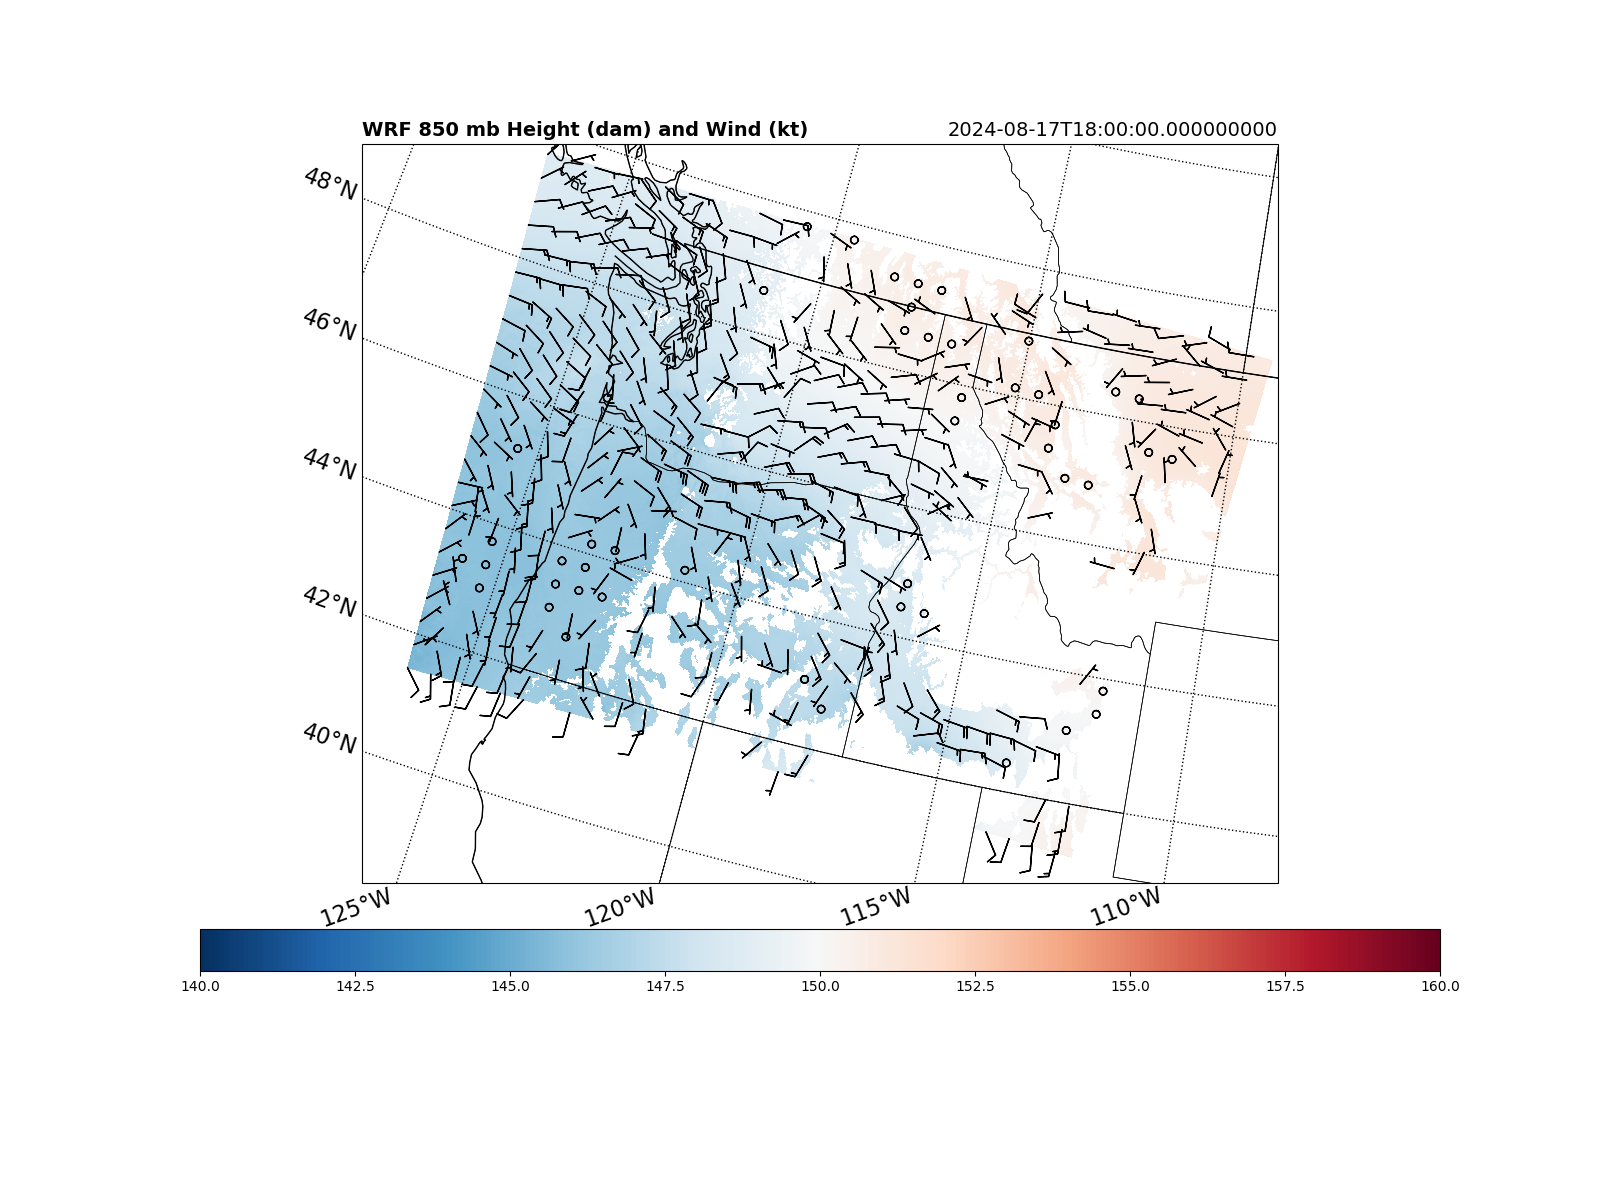 WRF 850 mb Height (dam) and Wind (kt)
2024-08-17T18:00:00.000000000
48°N
46°N
44°N
42°N
40°N
125°W
120°W
115°W
110°W
140.0
142.5
145.0
147.5
150.0
152.5
155.0
157.5
160.0